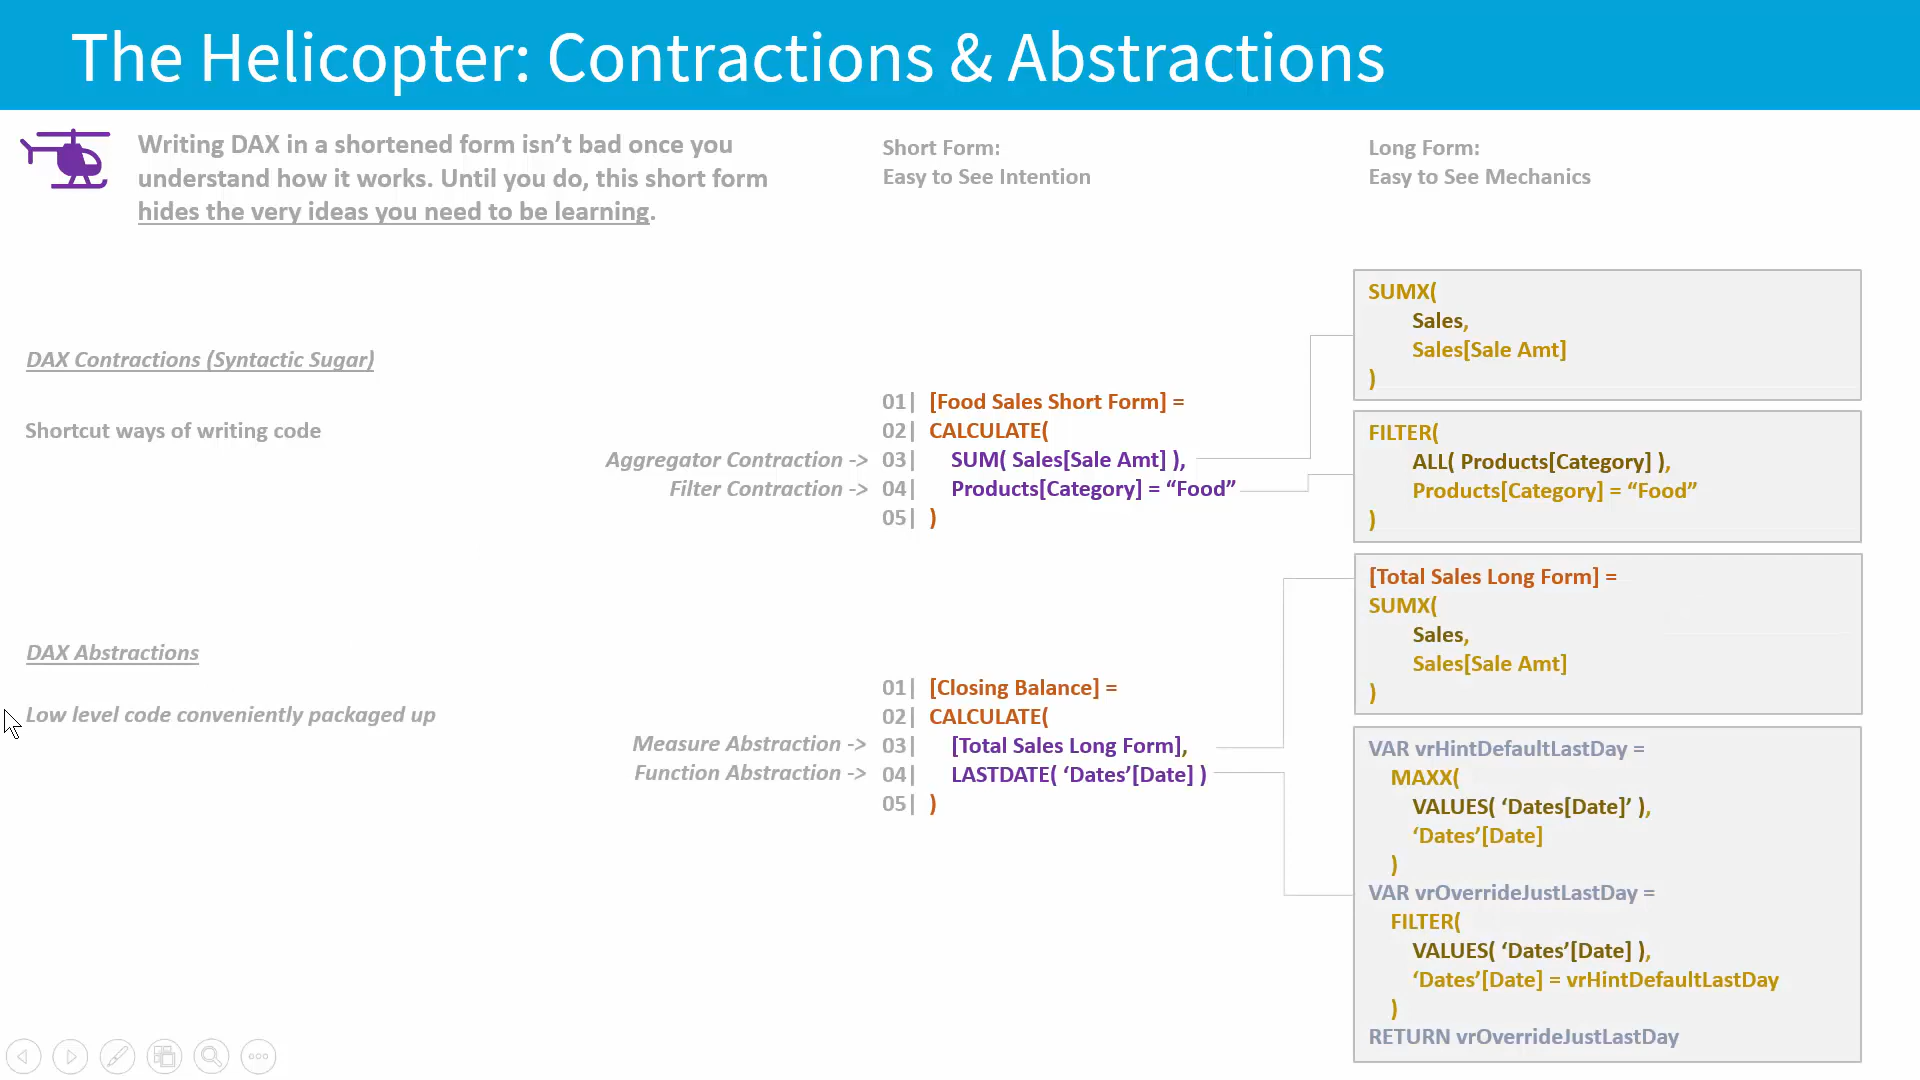 The Helicopter: Contractions & Abstractions
Writing DAX in a shortened form isn’t bad once you
understand how it works. Until you do, this short form
hides the very ideas you need to be learning.
Short Form:
Easy to See Intention
Long Form:
Easy to See Mechanics
DAX Contractions (Syntactic Sugar)
Shortcut ways of writing code
Aggregator Contraction ->
Filter Contraction ->
01| [Food Sales Short Form] =
02| CALCULATE(
03| SUM( Sales[Sale Amt] ),
04| Products[Category] = “Food”
05| )
SUMX(
Sales,
Sales[Sale Amt]
)
FILTER(
ALL( Products[Category] ),
Products[Category] = “Food”
)
DAX Abstractions
Low level code conveniently packaged up
Measure Abstraction ->
Function Abstraction ->
01| [Closing Balance] =
02| CALCULATE(
03| [Total Sales Long Form],
04| LASTDATE( ‘Dates’[Date] )
05| )
[Total Sales Long Form] =
SUMX(
Sales,
Sales[Sale Amt]
)
VAR vrHintDefaultLastDay =
MAXX(
VALUES( ‘Dates[Date]’ ),
‘Dates’[Date]
)
VAR vrOverrideJustLastDay =
FILTER(
VALUES( ‘Dates’[Date] ),
‘Dates’[Date] = vrHintDefaultLastDay
)
RETURN vrOverrideJustLastDay